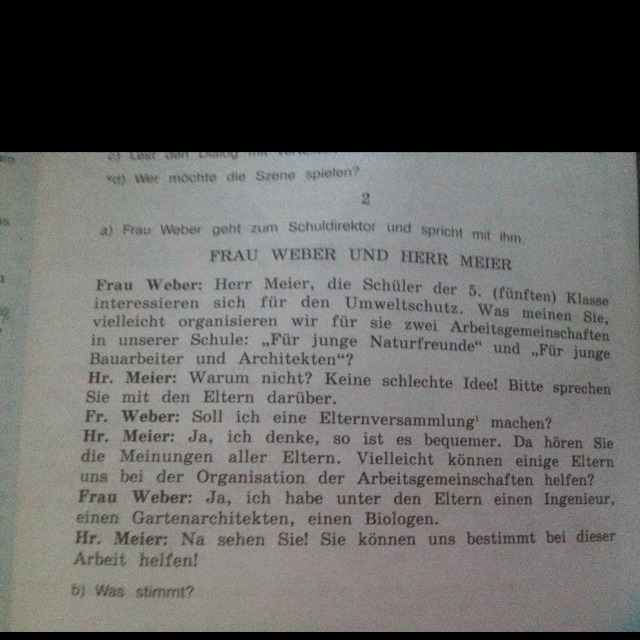 c) Lest den Dialog mit
*d) Wer möchte die Szene spielen?
2
a) Frau Weber geht zum Schuldirektor und spricht mit ihm.
FRAU WEBER UND HERR MEIER
Frau Weber: Herr Meier, die Schüler der 5. (fünften) Klasse
interessieren sich für den Umweltschutz. Was meinen Sie,
vielleicht organisieren wir für sie zwei Arbeitsgemeinschaften
in unserer Schule: „Für junge Naturfreunde“ und „Für junge
Bauarbeiter und Architekten“?
Hr. Meier: Warum nicht? Keine schlechte Idee! Bitte sprechen
Sie mit den Eltern darüber.
Fr. Weber: Soll ich eine Elternversammlung¹ machen?
Hr. Meier: Ja, ich denke, so ist es bequemer. Da hören Sie
die Meinungen aller Eltern. Vielleicht können einige Eltern
uns bei der Organisation der Arbeitsgemeinschaften helfen?
Frau Weber: Ja, ich habe unter den Eltern einen Ingenieur,
einen Gartenarchitekten, einen Biologen.
Hr. Meier: Na sehen Sie! Sie können uns bestimmt bei dieser
Arbeit helfen!
b) Was stimmt?